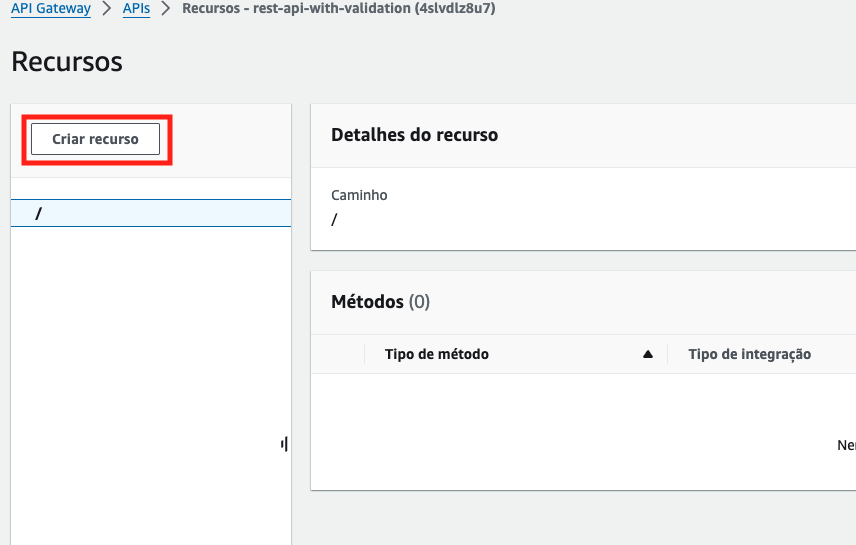 API Gateway > APIs > Recursos - rest-api-with-validation (4slvdlz8u7)
Recursos
Criar recurso
/
Detalhes do recurso
Caminho
/
Métodos (0)
Tipo de método ▲ Tipo de integração